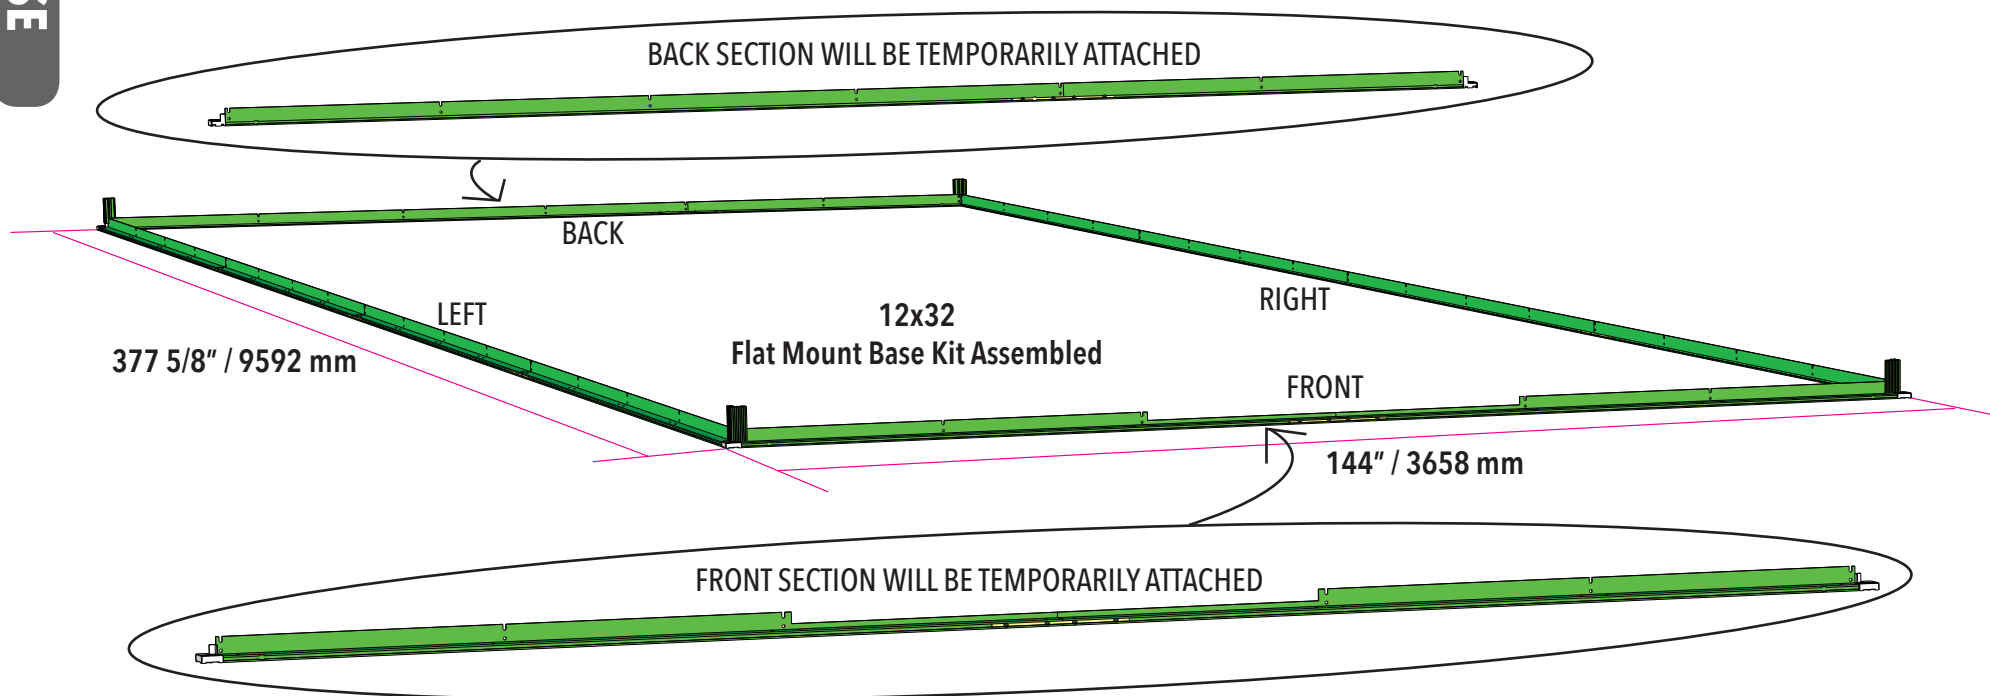 SE
BACK SECTION WILL BE TEMPORARILY ATTACHED
BACK
LEFT
RIGHT
12x32
Flat Mount Base Kit Assembled
377 5/8" / 9592 mm
FRONT
144" / 3658 mm
FRONT SECTION WILL BE TEMPORARILY ATTACHED